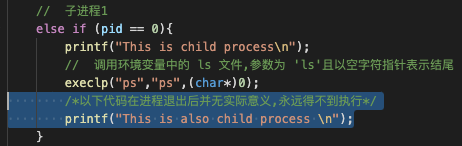 //  子进程1
else if (pid == 0){
printf("This is child process\n");
//  调用环境变量中的 ls 文件,参数为 'ls'且以空字符指针表示结尾
execlp("ps","ps",(char*)0);
/*以下代码在进程退出后并无实际意义,永远得不到执行*/
printf("This is also child process \n");
}